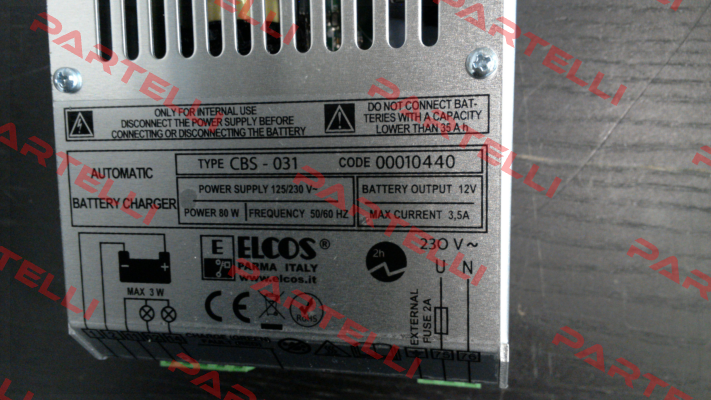 ONLY FOR INTERNAL USE
DISCONNECT THE POWER SUPPLY BEFORE
CONNECTING OR DISCONNECTING THE BATTERY
DO NOT CONNECT BAT-
TERIES WITH A CAPACITY
LOWER THAN 35 A h
AUTOMATIC
BATTERY CHARGER
TYPE CBS - 031 CODE 00010440
POWER SUPPLY 125/230 V~ BATTERY OUTPUT 12V
POWER 80 W FREQUENCY 50/60 HZ MAX CURRENT 3,5A
E ELCOS®
PARMA ITALY
www.elcos.it
CE
RoHS
2h
230 V~
U N
EXTERNAL
FUSE 2A
- +
MAX 3 W
PARTELLI
PARTELLI
PARTELLI
PARTELLI
PARTELLI
PARTELLI
PARTELLI